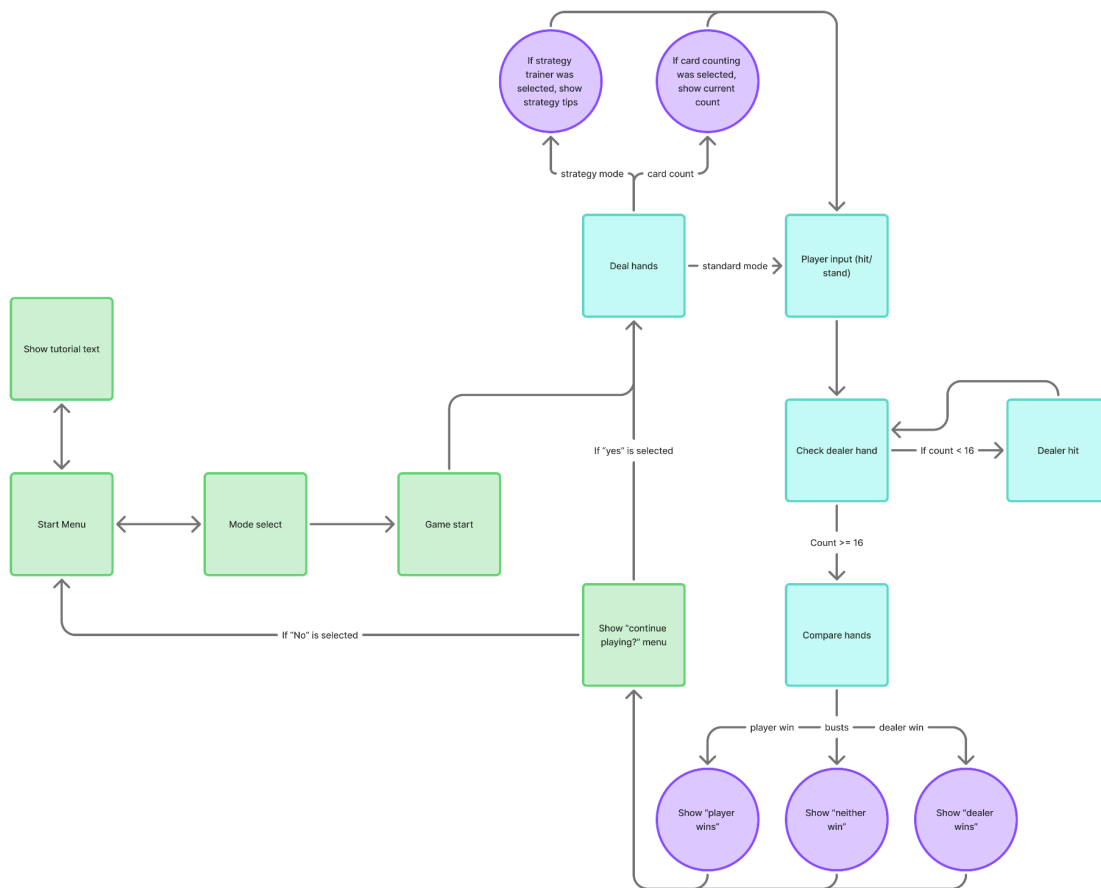 If strategy
trainer was
selected, show
strategy tips
If card counting
was selected,
show current
count
strategy mode
card count
Deal hands
standard mode
Player input (hit/
stand)
Show tutorial text
If “yes” is selected
Check dealer hand
If count < 16
Dealer hit
Start Menu
Mode select
Game start
Count >= 16
If “No” is selected
Show “continue
playing?” menu
Compare hands
player win
busts
dealer win
Show “player
wins”
Show “neither
win”
Show “dealer
wins”